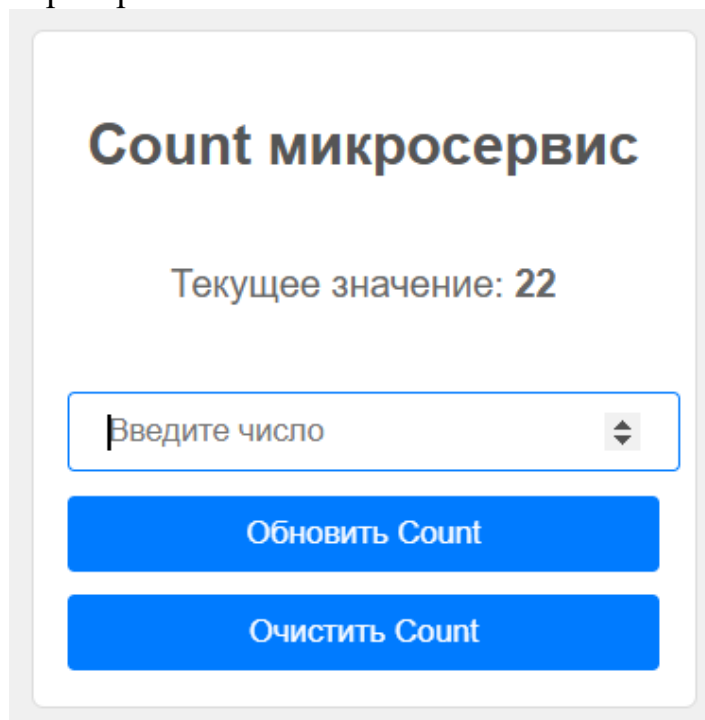 Count микросервис
Текущее значение: 22
Введите число
Обновить Count
Очистить Count